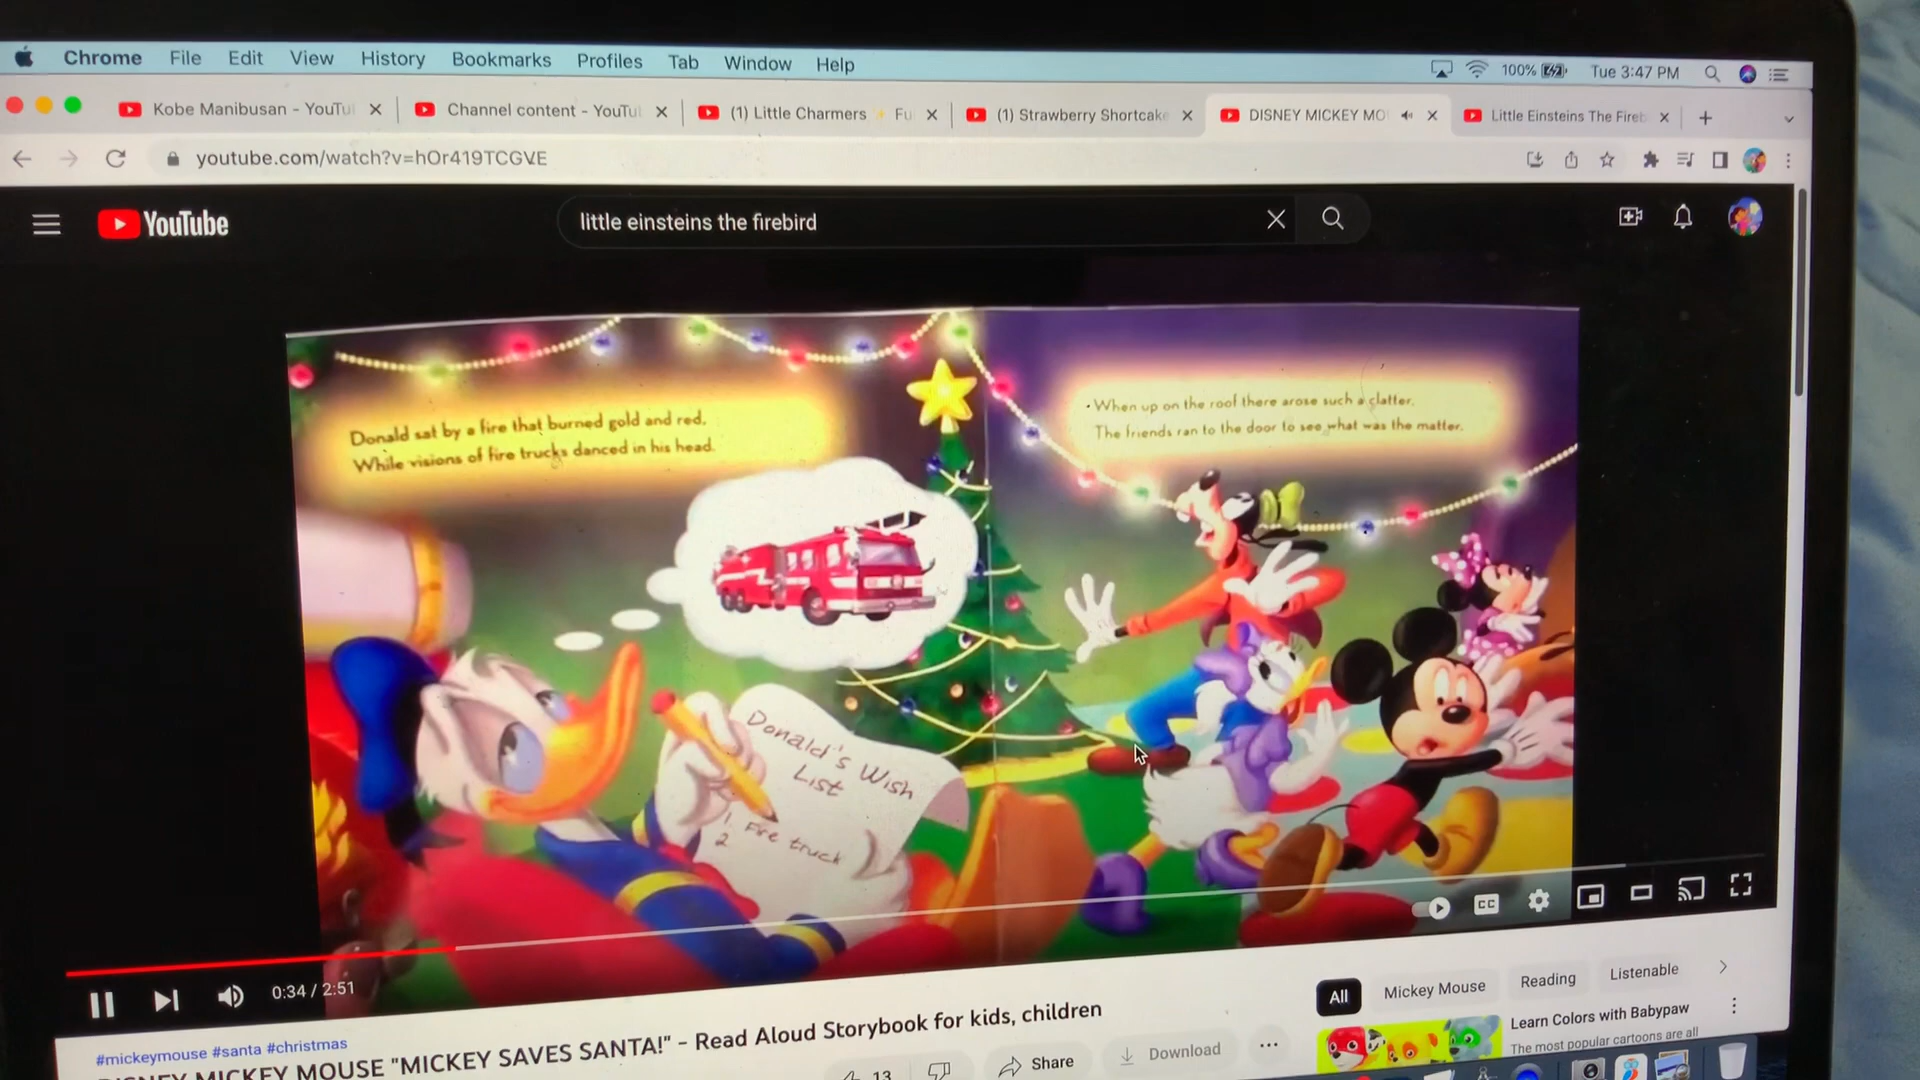 Chrome File Edit View History Bookmarks Profiles Tab Window Help
100% Tue 3:47 PM
Kobe Manibusan - YouTu
Channel content - YouTu
(1) Little Charmers Fu
(1) Strawberry Shortcake
DISNEY MICKEY MO
Little Einsteins The Fireb
youtube.com/watch?v=hOr419TCGVE
YouTube
little einsteins the firebird
Donald sat by a fire that burned gold and red,
While visions of fire trucks danced in his head.
When up on the roof there arose such a clatter,
The friends ran to the door to see what was the matter.
Donald's Wish
List
1. Fire truck
2
CC
0:34 / 2:51
#mickeymouse #santa #christmas
DISNEY MICKEY MOUSE "MICKEY SAVES SANTA!" - Read Aloud Storybook for kids, children
13 Share Download
All Mickey Mouse Reading Listenable
Learn Colors with Babypaw
The most popular cartoons are all